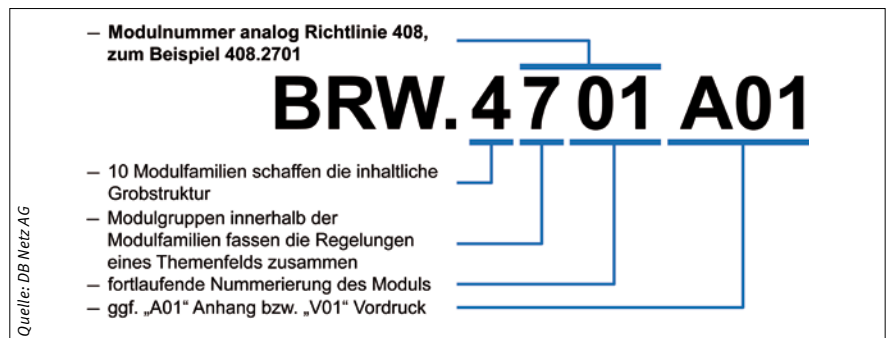 – Modulnummer analog Richtlinie 408,
zum Beispiel 408.2701
BRW. 4 7 01 A01
– 10 Modulfamilien schaffen die inhaltliche
Grobstruktur
– Modulgruppen innerhalb der
Modulfamilien fassen die Regelungen
eines Themenfelds zusammen
– fortlaufende Nummerierung des Moduls
– ggf. „A01“ Anhang bzw. „V01“ Vordruck
Quelle: DB Netz AG